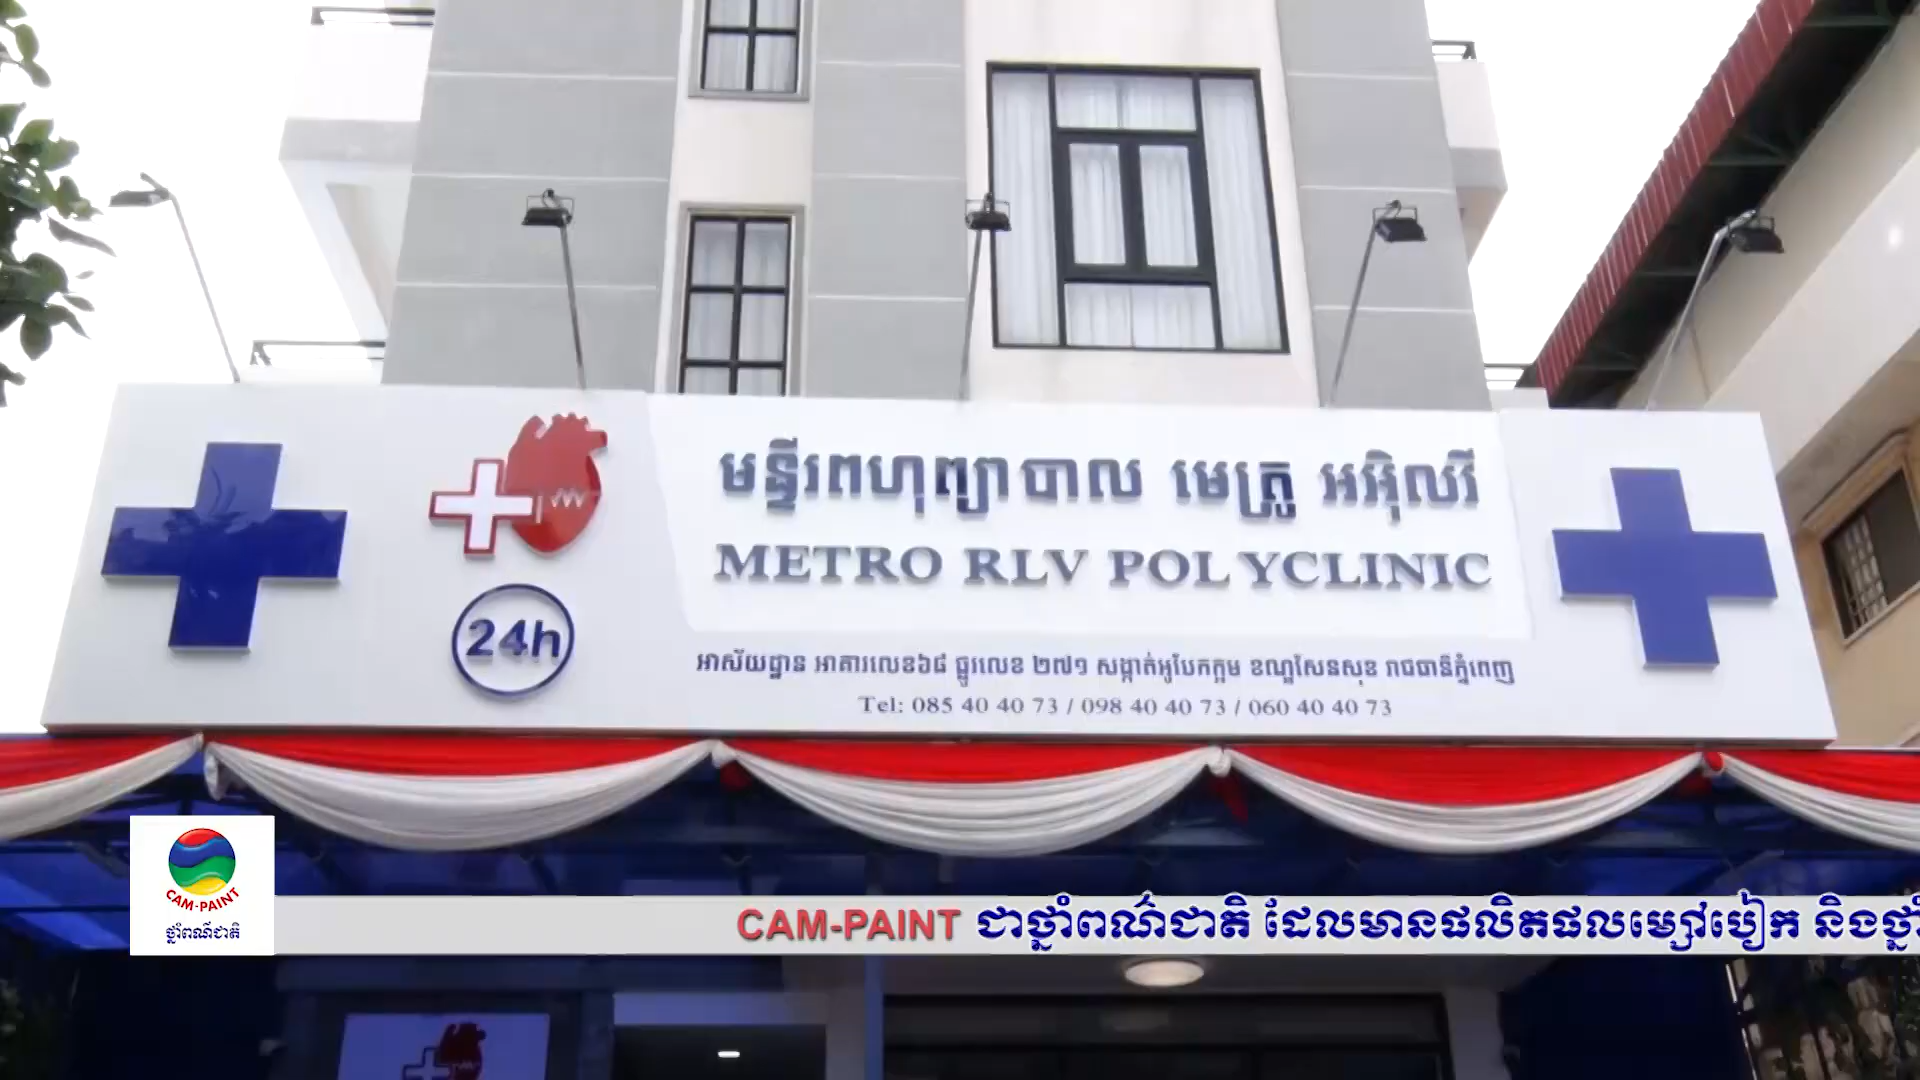 មន្ទីរពហុព្យាបាល មេត្រូ អរអ៊ិលវី
METRO RLV POLYCLINIC
24h
អាស័យដ្ឋាន អាគារលេខ៦៨ ផ្លូវលេខ ២៧១ សង្កាត់អូបែកក្អម ខណ្ឌសែនសុខ រាជធានីភ្នំពេញ
Tel: 085 40 40 73 / 098 40 40 73 / 060 40 40 73
CAM-PAINT
ថ្នាំពណ៌ជាតិ
CAM-PAINT ជាថ្នាំពណ៌ជាតិ ដែលមានផលិតផលម្សៅបៀក និងថ្នាំ